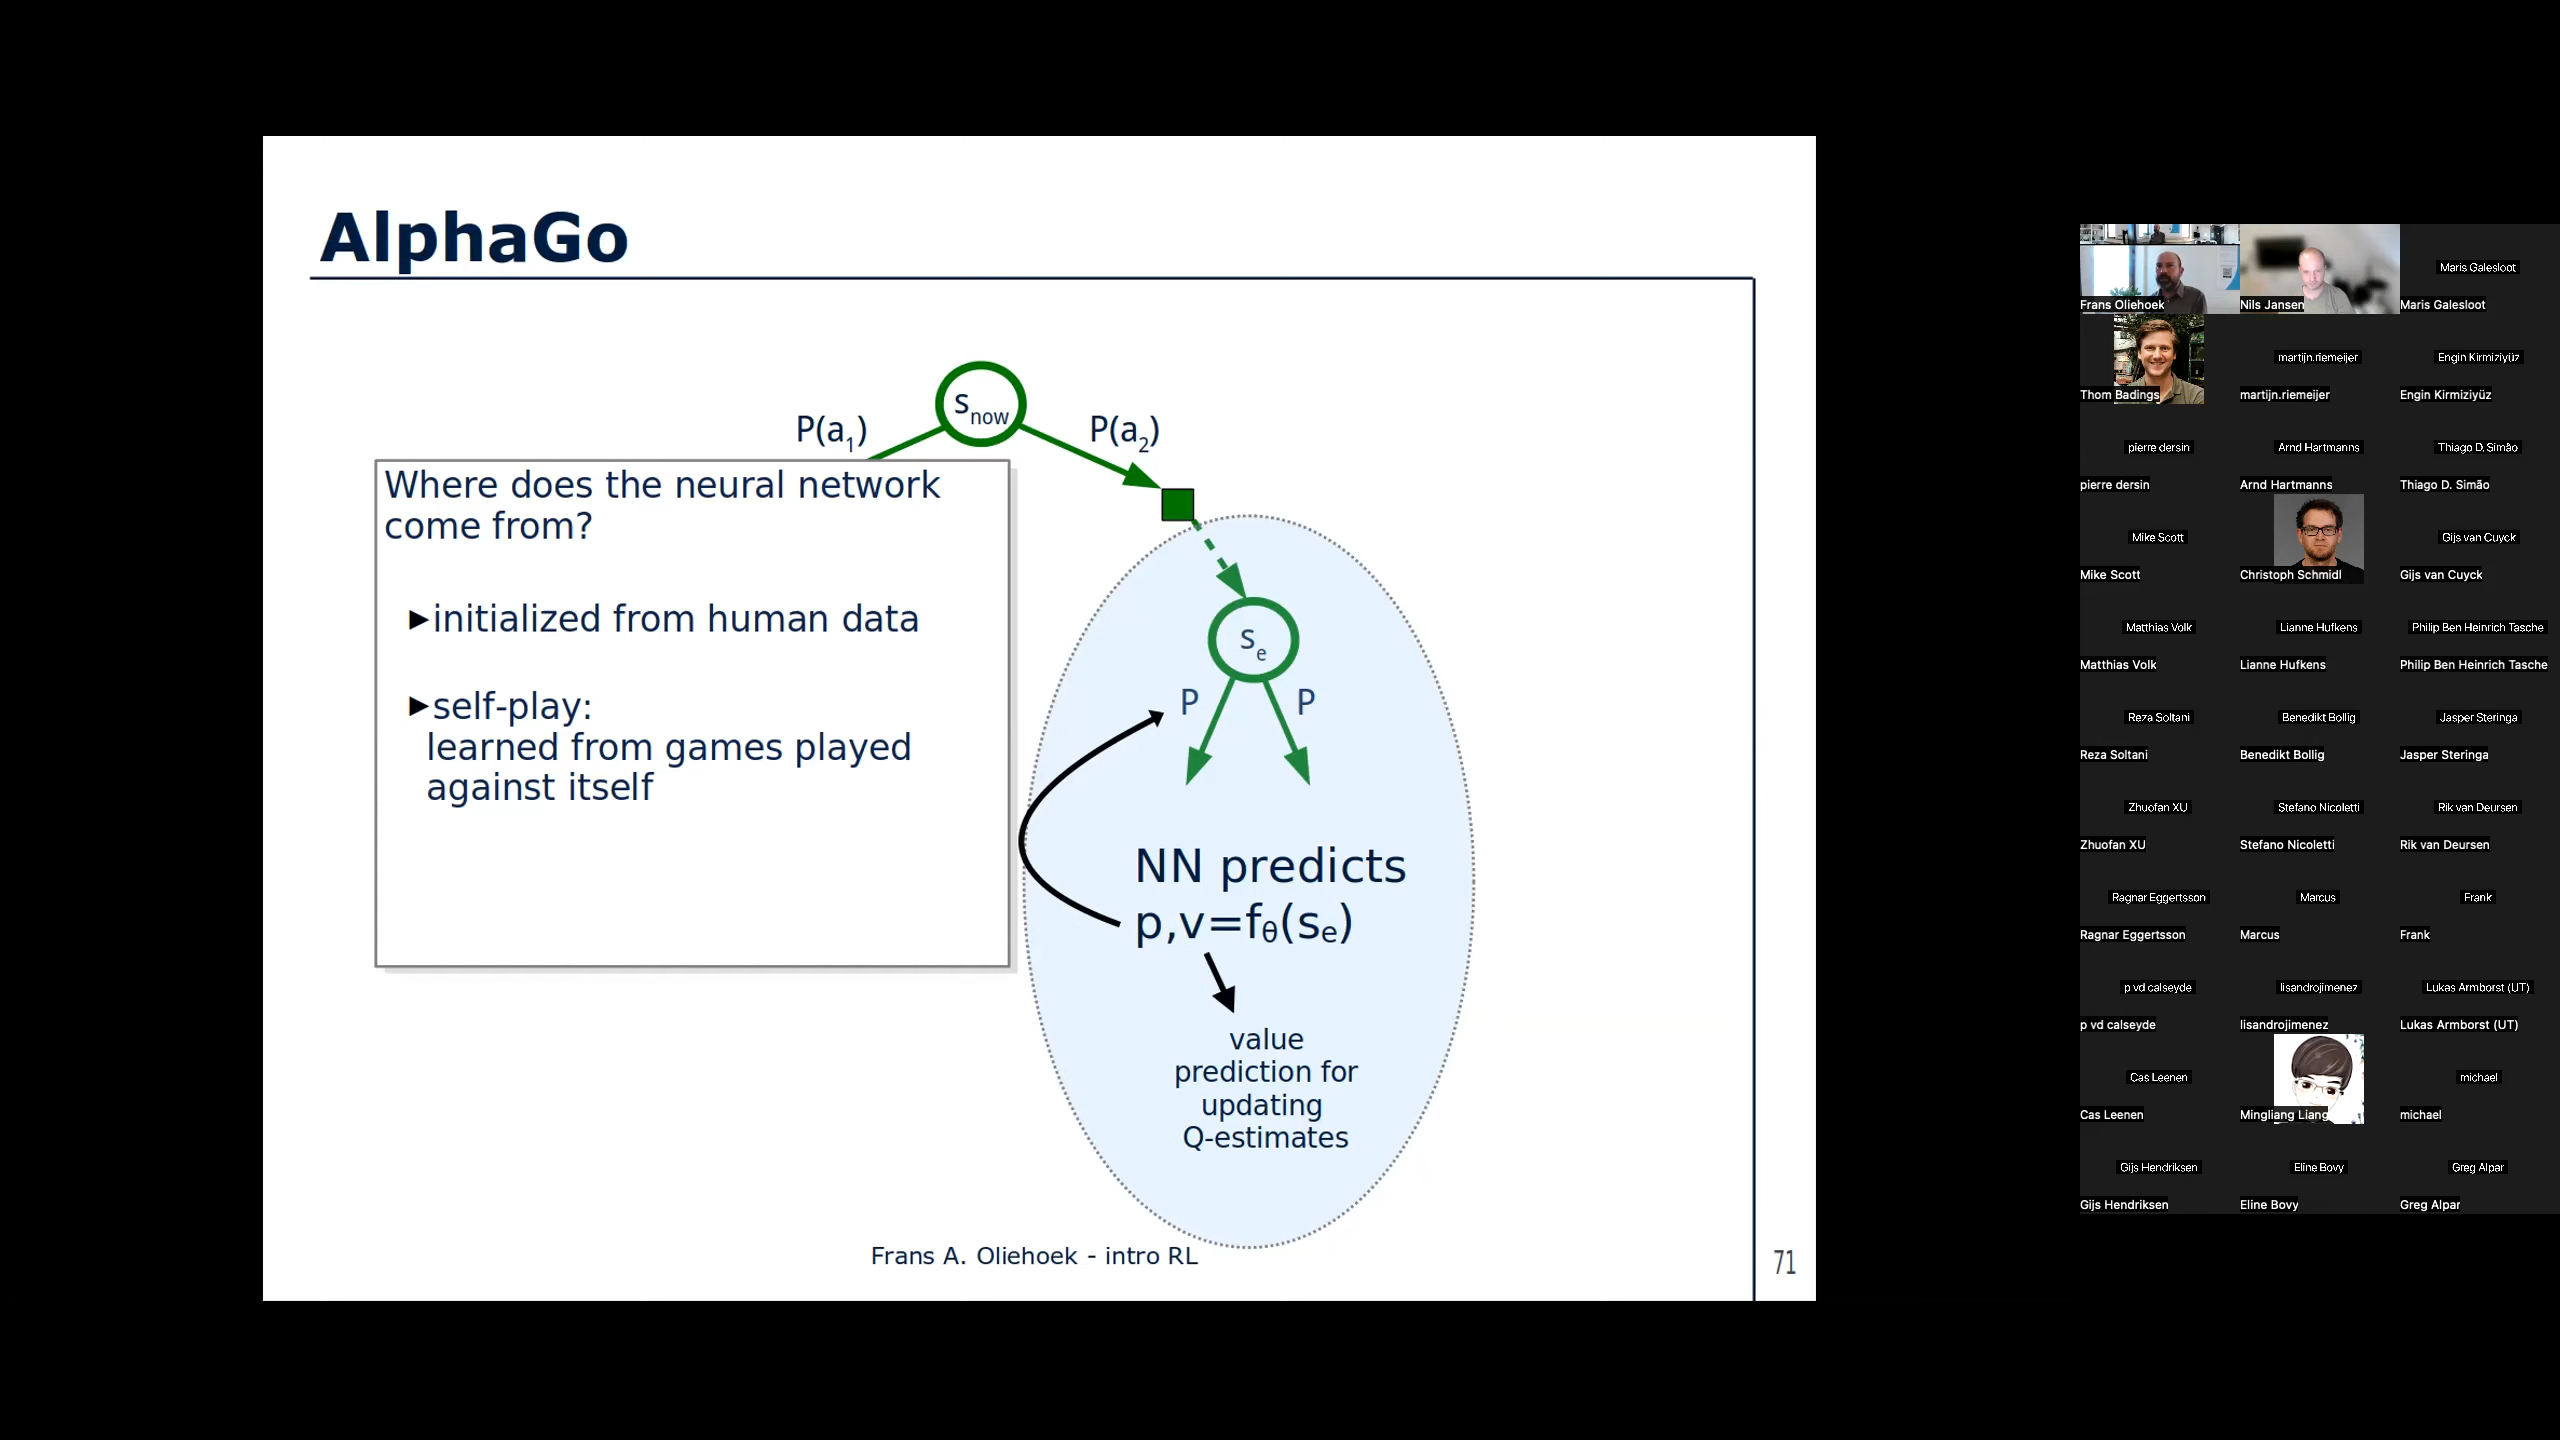 AlphaGo
s_now
P(a_1)
P(a_2)
Where does the neural network
come from?
►initialized from human data
►self-play:
learned from games played
against itself
s_e
P
P
NN predicts
p,v=f_θ(s_e)
value
prediction for
updating
Q-estimates
Frans A. Oliehoek - intro RL
71
Frans Oliehoek
Nils Jansen
Maris Galesloot
Maris Galesloot
Thom Badings
martijn.riemeijer
martijn.riemeijer
Engin Kirmiziyüz
Engin Kirmiziyüz
pierre dersin
pierre dersin
Arnd Hartmanns
Arnd Hartmanns
Thiago D. Simão
Thiago D. Simão
Mike Scott
Mike Scott
Christoph Schmidl
Gijs van Cuyck
Gijs van Cuyck
Matthias Volk
Matthias Volk
Lianne Hufkens
Lianne Hufkens
Philip Ben Heinrich Tasche
Philip Ben Heinrich Tasche
Reza Soltani
Reza Soltani
Benedikt Bollig
Benedikt Bollig
Jasper Steringa
Jasper Steringa
Zhuofan XU
Zhuofan XU
Stefano Nicoletti
Stefano Nicoletti
Rik van Deursen
Rik van Deursen
Ragnar Eggertsson
Ragnar Eggertsson
Marcus
Marcus
Frank
Frank
p vd calseyde
p vd calseyde
lisandrojimenez
lisandrojimenez
Lukas Armborst (UT)
Lukas Armborst (UT)
Cas Leenen
Cas Leenen
Mingliang Liang
michael
michael
Gijs Hendriksen
Gijs Hendriksen
Eline Bovy
Eline Bovy
Greg Alpar
Greg Alpar